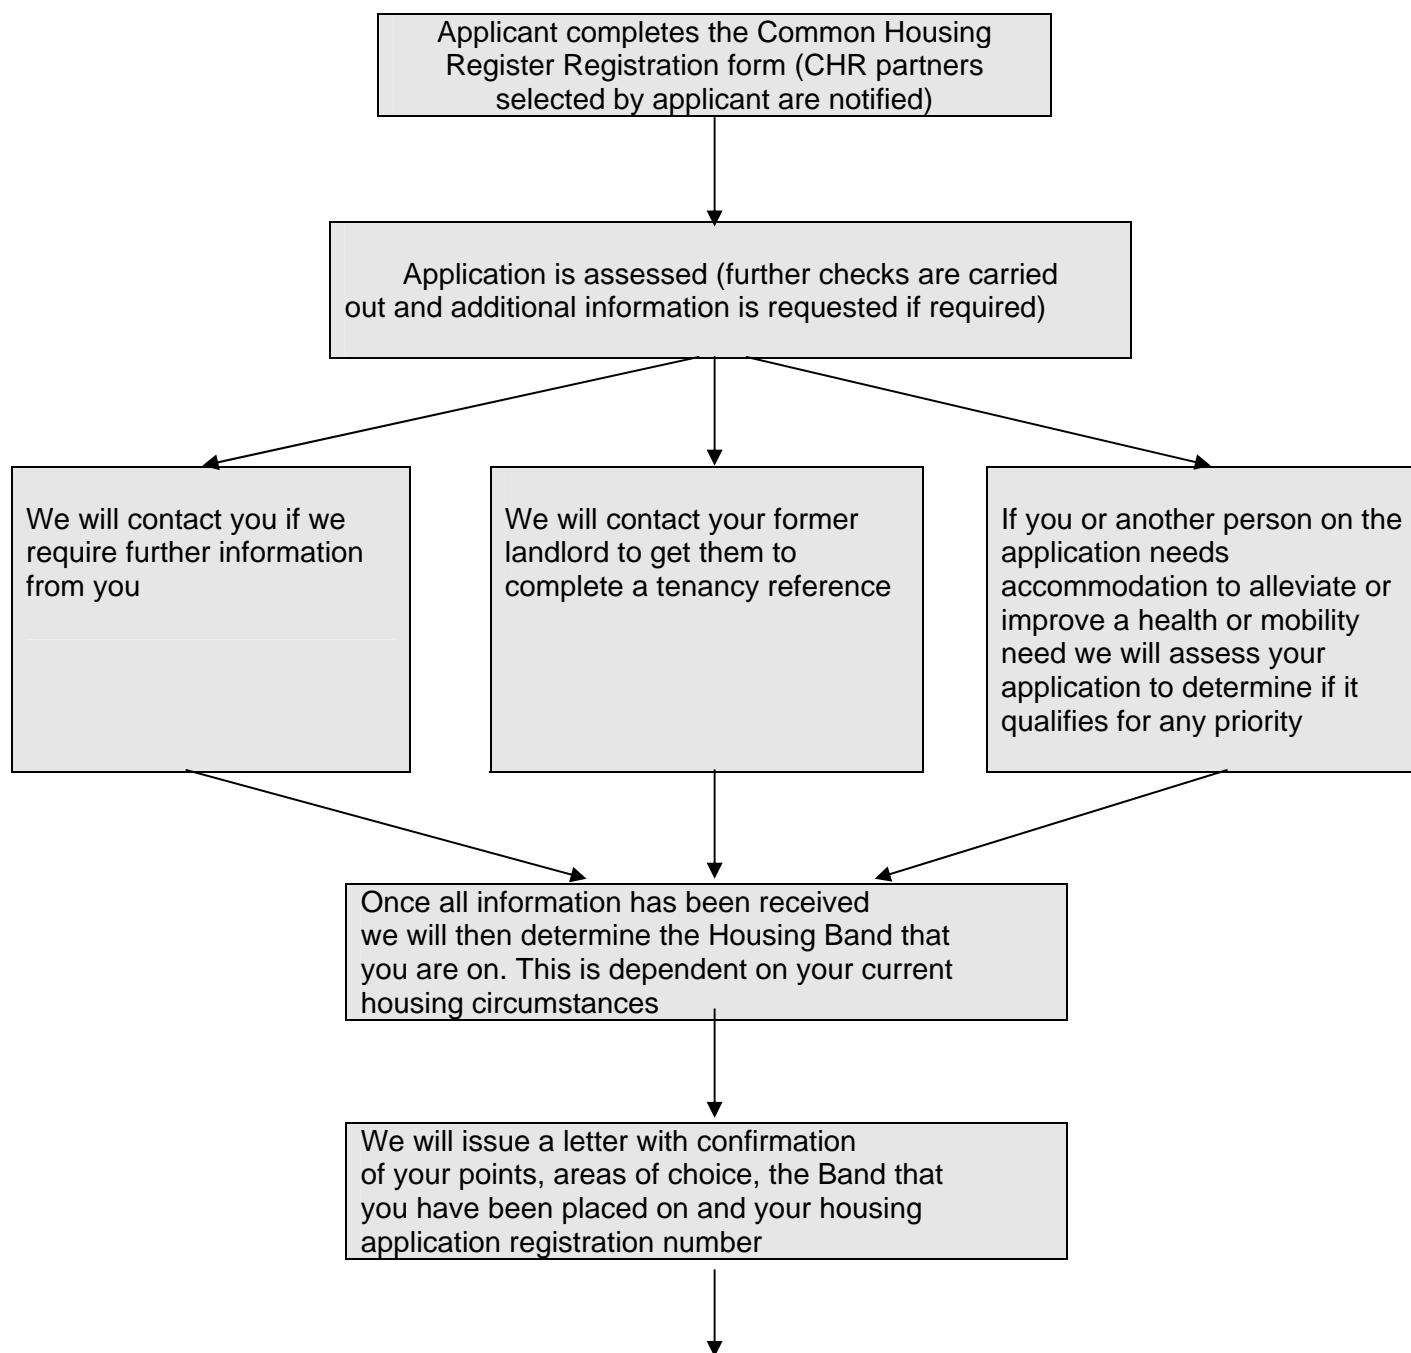 Applicant completes the Common Housing
Register Registration form (CHR partners
selected by applicant are notified)
Application is assessed (further checks are carried
out and additional information is requested if required)
We will contact you if we
require further information
from you
We will contact your former
landlord to get them to
complete a tenancy reference
If you or another person on the
application needs
accommodation to alleviate or
improve a health or mobility
need we will assess your
application to determine if it
qualifies for any priority
Once all information has been received
we will then determine the Housing Band that
you are on. This is dependent on your current
housing circumstances
We will issue a letter with confirmation
of your points, areas of choice, the Band that
you have been placed on and your housing
application registration number